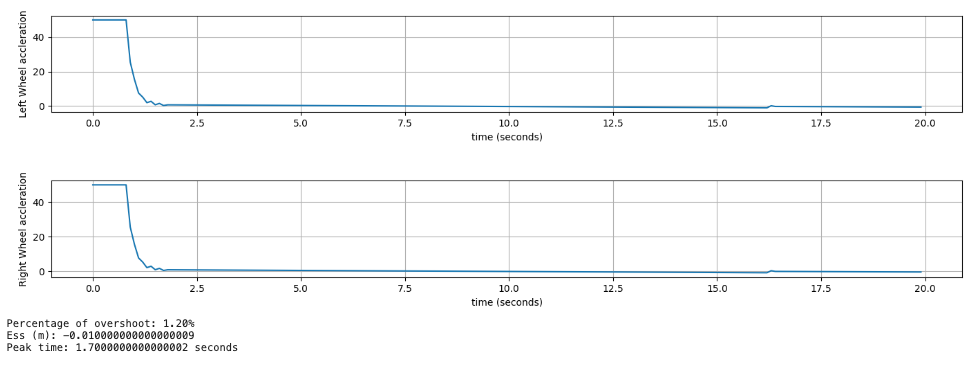 Left Wheel accleration
40
20
0
0.0 2.5 5.0 7.5 10.0 12.5 15.0 17.5 20.0
time (seconds)
Right Wheel accleration
40
20
0
0.0 2.5 5.0 7.5 10.0 12.5 15.0 17.5 20.0
time (seconds)
Percentage of overshoot: 1.20%
Ess (m): -0.010000000000000009
Peak time: 1.7000000000000002 seconds